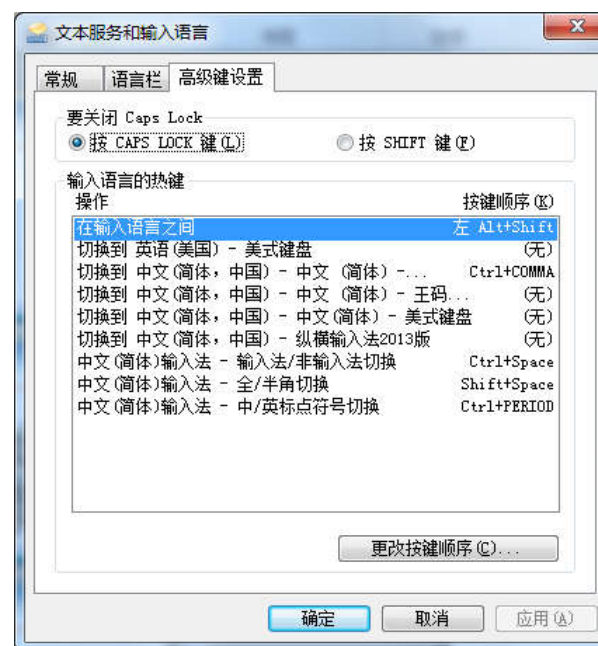 文本服务和输入语言
常规 语言栏 高级键设置
要关闭 Caps Lock
按 CAPS LOCK 键(L) 按 SHIFT 键(F)
输入语言的热键
操作 按键顺序(K)
在输入语言之间 左 Alt+Shift
切换到 英语(美国) - 美式键盘 (无)
切换到 中文(简体，中国) - 中文 (简体) -... Ctrl+COMMA
切换到 中文(简体，中国) - 中文 (简体) - 王码... (无)
切换到 中文(简体，中国) - 中文(简体) - 美式键盘 (无)
切换到 中文(简体，中国) - 纵横输入法2013版 (无)
中文(简体)输入法 - 输入法/非输入法切换 Ctrl+Space
中文(简体)输入法 - 全/半角切换 Shift+Space
中文(简体)输入法 - 中/英标点符号切换 Ctrl+PERIOD
更改按键顺序(C)...
确定 取消 应用(A)